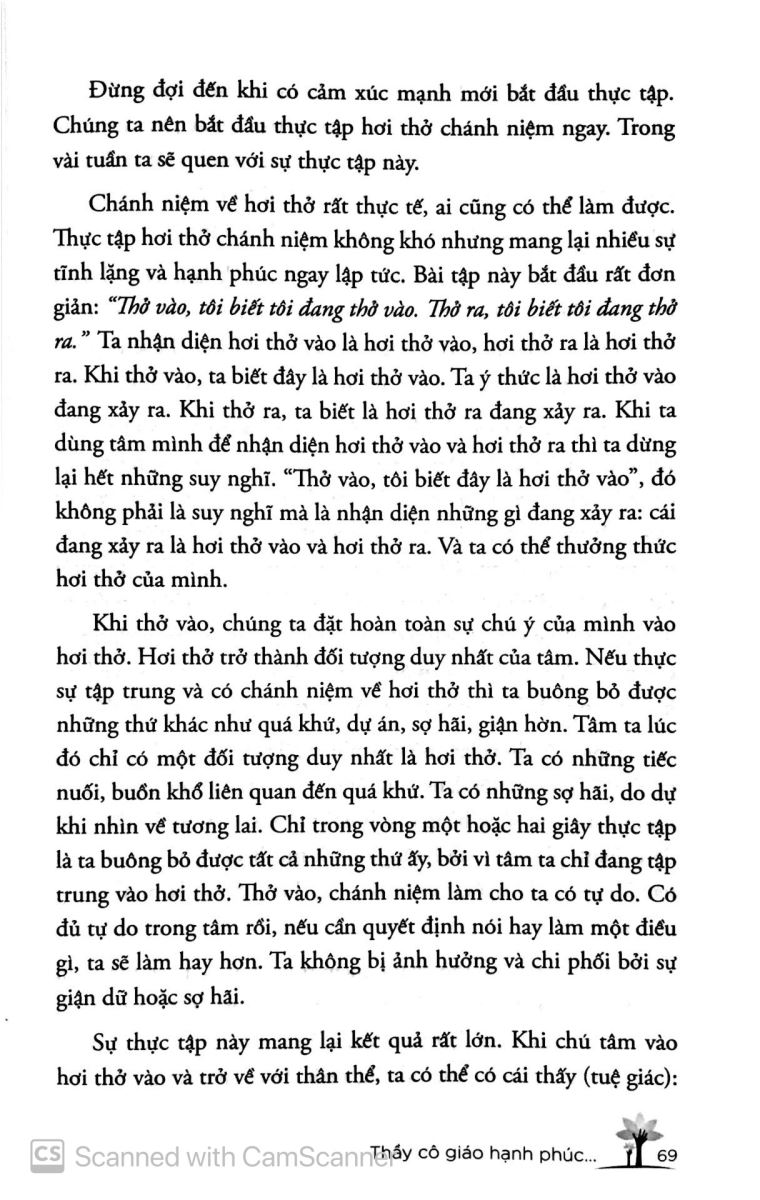 Đừng đợi đến khi có cảm xúc mạnh mới bắt đầu thực tập.
Chúng ta nên bắt đầu thực tập hơi thở chánh niệm ngay. Trong
vài tuần ta sẽ quen với sự thực tập này.
Chánh niệm về hơi thở rất thực tế, ai cũng có thể làm được.
Thực tập hơi thở chánh niệm không khó nhưng mang lại nhiều sự
tĩnh lặng và hạnh phúc ngay lập tức. Bài tập này bắt đầu rất đơn
giản: “Thở vào, tôi biết tôi đang thở vào. Thở ra, tôi biết tôi đang thở
ra.” Ta nhận diện hơi thở vào là hơi thở vào, hơi thở ra là hơi thở
ra. Khi thở vào, ta biết đây là hơi thở vào. Ta ý thức là hơi thở vào
đang xảy ra. Khi thở ra, ta biết là hơi thở ra đang xảy ra. Khi ta
dùng tâm mình để nhận diện hơi thở vào và hơi thở ra thì ta dừng
lại hết những suy nghĩ. “Thở vào, tôi biết đây là hơi thở vào”, đó
không phải là suy nghĩ mà là nhận diện những gì đang xảy ra: cái
đang xảy ra là hơi thở vào và hơi thở ra. Và ta có thể thưởng thức
hơi thở của mình.
Khi thở vào, chúng ta đặt hoàn toàn sự chú ý của mình vào
hơi thở. Hơi thở trở thành đối tượng duy nhất của tâm. Nếu thực
sự tập trung và có chánh niệm về hơi thở thì ta buông bỏ được
những thứ khác như quá khứ, dự án, sợ hãi, giận hờn. Tâm ta lúc
đó chỉ có một đối tượng duy nhất là hơi thở. Ta có những tiếc
nuối, buồn khổ liên quan đến quá khứ. Ta có những sợ hãi, do dự
khi nhìn về tương lai. Chỉ trong vòng một hoặc hai giây thực tập
là ta buông bỏ được tất cả những thứ ấy, bởi vì tâm ta chỉ đang tập
trung vào hơi thở. Thở vào, chánh niệm làm cho ta có tự do. Có
đủ tự do trong tâm rồi, nếu cần quyết định nói hay làm một điều
gì, ta sẽ làm hay hơn. Ta không bị ảnh hưởng và chi phối bởi sự
giận dữ hoặc sợ hãi.
Sự thực tập này mang lại kết quả rất lớn. Khi chú tâm vào
hơi thở vào và trở về với thân thể, ta có thể có cái thấy (tuệ giác):
Thầy cô giáo hạnh phúc... 69
CS Scanned with CamScanner